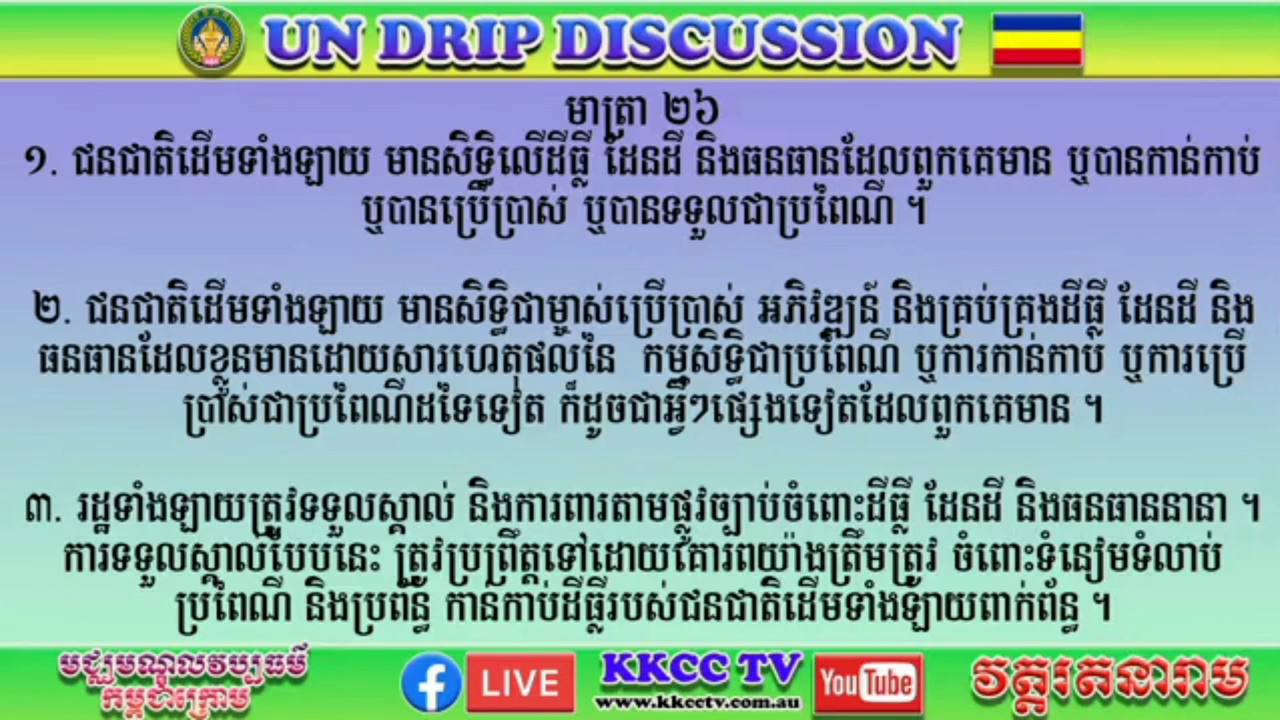 UN DRIP DISCUSSION
មាត្រា ២៦
១. ជនជាតិដើមទាំងឡាយ មានសិទ្ធិលើដីធ្លី ដែនដី និងធនធានដែលពួកគេមាន ឬបានកាន់កាប់
ឬបានប្រើប្រាស់ ឬបានទទួលជាប្រពៃណី ។
២. ជនជាតិដើមទាំងឡាយ មានសិទ្ធិជាម្ចាស់ប្រើប្រាស់ អភិវឌ្ឍន៍ និងគ្រប់គ្រងដីធ្លី ដែនដី និង
ធនធានដែលខ្លួនមានដោយសារហេតុផលនៃ កម្មសិទ្ធិជាប្រពៃណី ឬការកាន់កាប់ ឬការប្រើ
ប្រាស់ជាប្រពៃណីដទៃទៀត ក៏ដូចជាអ្វីៗផ្សេងទៀតដែលពួកគេមាន ។
៣. រដ្ឋទាំងឡាយត្រូវទទួលស្គាល់ និងការពារតាមផ្លូវច្បាប់ចំពោះដីធ្លី ដែនដី និងធនធាននានា ។
ការទទួលស្គាល់បែបនេះ ត្រូវប្រព្រឹត្តទៅដោយគោរពយ៉ាងត្រឹមត្រូវ ចំពោះទំនៀមទំលាប់
ប្រពៃណី និងប្រព័ន្ធ កាន់កាប់ដីធ្លីរបស់ជនជាតិដើមទាំងឡាយពាក់ព័ន្ធ ។
មជ្ឈមណ្ឌលវប្បធម៌
កម្ពុជាក្រោម
LIVE
KKCC TV
www.kkcctv.com.au
YouTube
វត្តរតនារាម